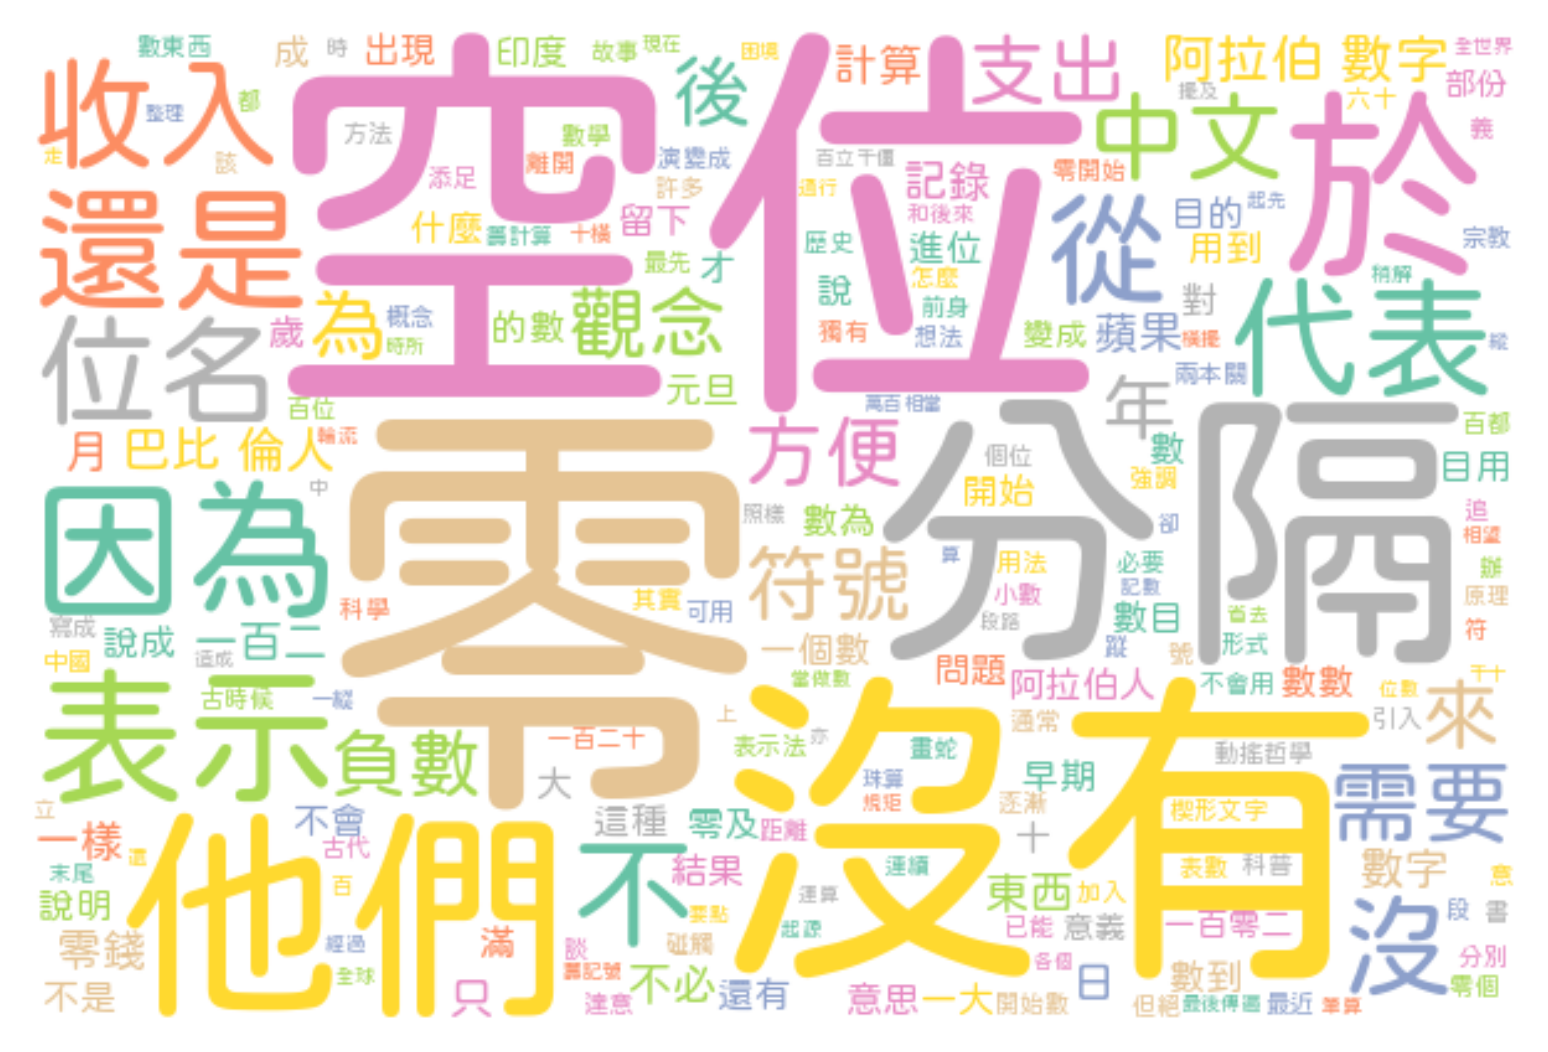 數東西
成
時
出現
印度
故事
現在
困境
計算
支出
阿拉伯 數字
全世界
部份
收入
整理
都
空位
後
中文
於
提及
六十
義
走
該
方法
數學
離開
演變成
許多
百立千僵
零開始
還是
添足
什麼
籌計算
十橫
留下
記錄
和後來
從
目的
起先
用到
宗教
最先
才
歷史
進位
說
怎麼
對
稍解
代表
位名
歲
為
概念
時所
的數
觀念
前身
獨有
想法
變成
蘋果
橫
縱
元旦
兩本關
百位
萬百 相當
年
月
巴比 倫人
輪流
零
方便
分隔
個位
數
百都
目用
中
開始
強調
因為
照樣
數為
卻
追
相望
符號
算
用法
必要
記數
辦
科學
其實
可用
小數
數目
省去
原理
寫成
說成
一百二
段路
蹤
號
形式
符
中國
造成
一個數
問題
阿拉伯人
不會用
數數
位數
千十
表示
古時候
一縱
當做數
沒有
來
上
通常
引入
負數
一百二十
表示法
亦
畫蛇
動搖哲學
大
早期
需要
珠算
規矩
逐漸
楔形文字
立
一樣
還
不會
古代
他們
這種
零及
距離
十
末尾
百
不
結果
連續
表數
科普
數字
說明
要點
運算
東西
加入
意
零錢
經過
滿
談
碰觸
起源
已能
意義
一百零二
沒
段
書
全球
籌記號
各個
數到
分別
不是
只
達意
不必
還有
意思
一大
開始數
日
但絕
最後傳
最近
筆算
零個